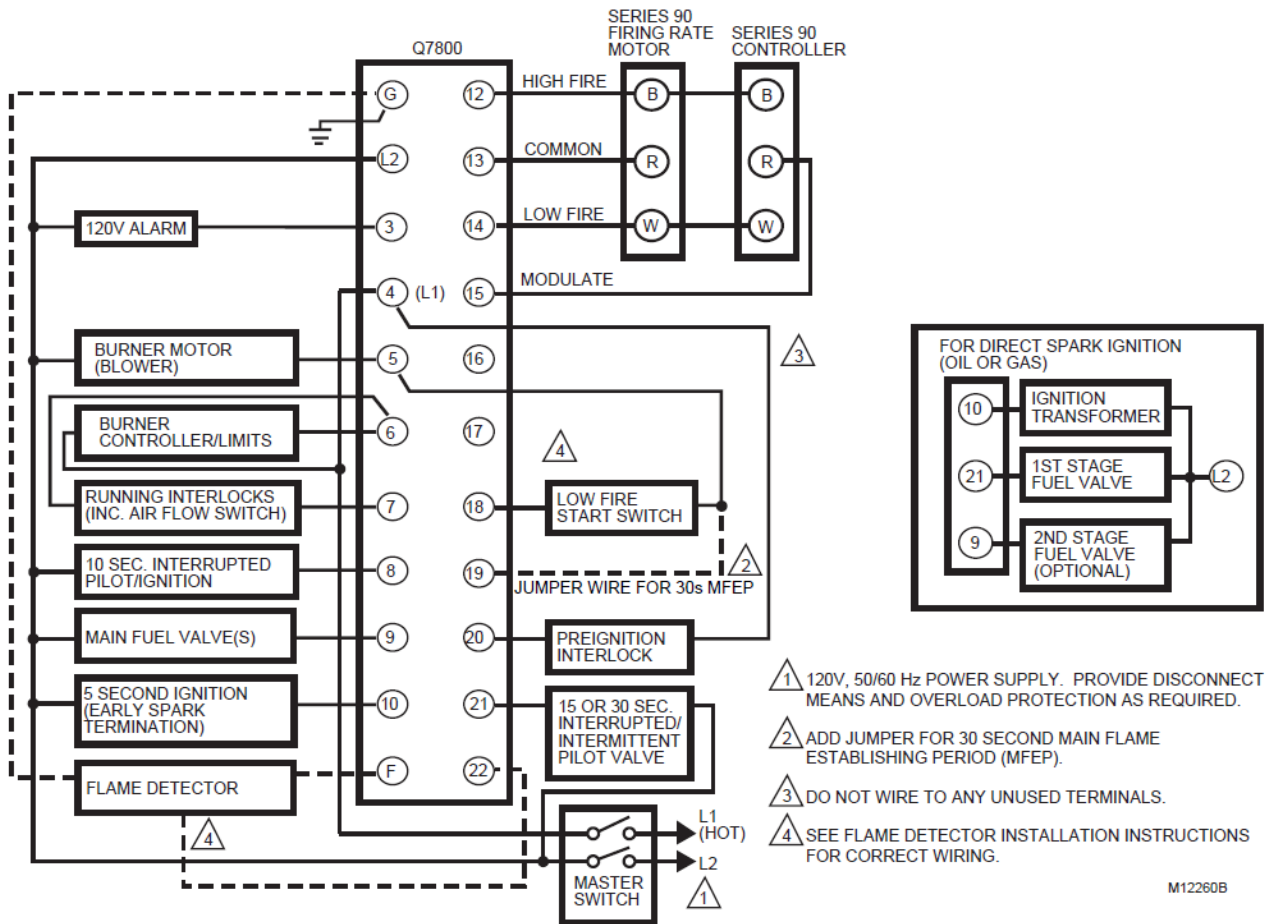 Q7800
SERIES 90
FIRING RATE
MOTOR
SERIES 90
CONTROLLER
G
12
HIGH FIRE
B
B
L2
13
COMMON
R
R
120V ALARM
3
14
LOW FIRE
W
W
4
(L1)
15
MODULATE
BURNER MOTOR
(BLOWER)
5
16
3
BURNER
CONTROLLER/LIMITS
6
17
4
RUNNING INTERLOCKS
(INC. AIR FLOW SWITCH)
7
18
LOW FIRE
START SWITCH
10 SEC. INTERRUPTED
PILOT/IGNITION
8
19
2
JUMPER WIRE FOR 30s MFEP
MAIN FUEL VALVE(S)
9
20
PREIGNITION
INTERLOCK
5 SECOND IGNITION
(EARLY SPARK
TERMINATION)
10
21
15 OR 30 SEC.
INTERRUPTED/
INTERMITTENT
PILOT VALVE
FLAME DETECTOR
F
22
4
L1
(HOT)
L2
MASTER
SWITCH
1
FOR DIRECT SPARK IGNITION
(OIL OR GAS)
10
IGNITION
TRANSFORMER
21
1ST STAGE
FUEL VALVE
L2
9
2ND STAGE
FUEL VALVE
(OPTIONAL)
1 120V, 50/60 Hz POWER SUPPLY. PROVIDE DISCONNECT
MEANS AND OVERLOAD PROTECTION AS REQUIRED.
2 ADD JUMPER FOR 30 SECOND MAIN FLAME
ESTABLISHING PERIOD (MFEP).
3 DO NOT WIRE TO ANY UNUSED TERMINALS.
4 SEE FLAME DETECTOR INSTALLATION INSTRUCTIONS
FOR CORRECT WIRING.
M12260B